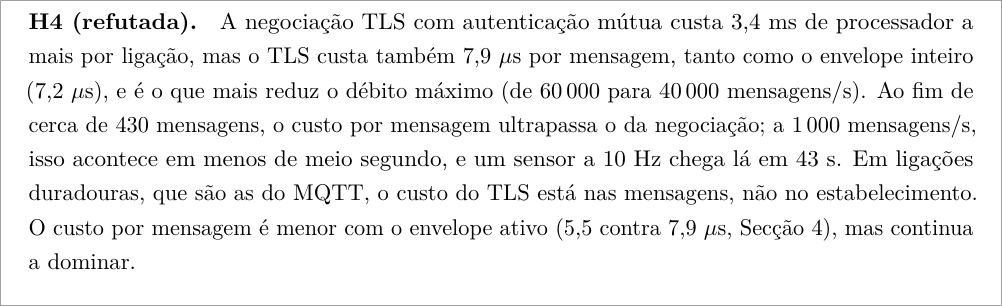 H4 (refutada). A negociação TLS com autenticação mútua custa 3,4 ms de processador a
mais por ligação, mas o TLS custa também 7,9 μs por mensagem, tanto como o envelope inteiro
(7,2 μs), e é o que mais reduz o débito máximo (de 60 000 para 40 000 mensagens/s). Ao fim de
cerca de 430 mensagens, o custo por mensagem ultrapassa o da negociação; a 1 000 mensagens/s,
isso acontece em menos de meio segundo, e um sensor a 10 Hz chega lá em 43 s. Em ligações
duradouras, que são as do MQTT, o custo do TLS está nas mensagens, não no estabelecimento.
O custo por mensagem é menor com o envelope ativo (5,5 contra 7,9 μs, Secção 4), mas continua
a dominar.